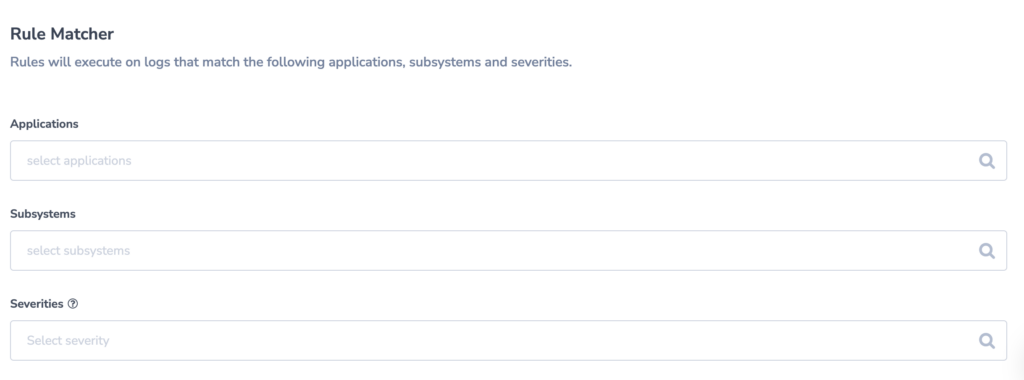 Rule Matcher
Rules will execute on logs that match the following applications, subsystems and severities.
Applications
select applications
Subsystems
select subsystems
Severities ?
Select severity